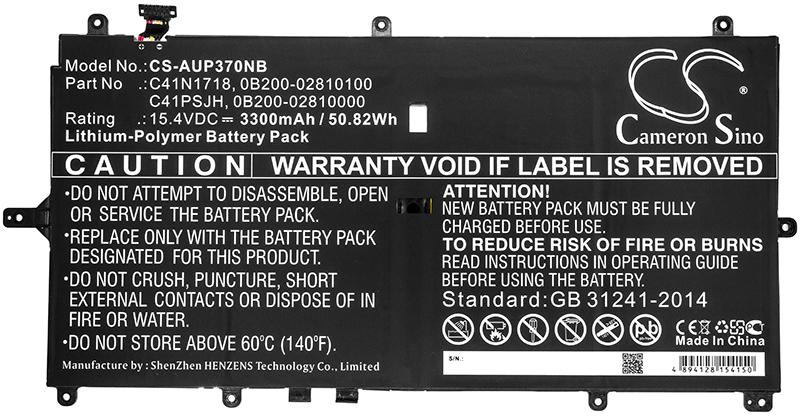 Model No.:CS-AUP370NB
Part No :C41N1718, 0B200-02810100
C41PSJH, 0B200-02810000
Rating :15.4VDC⎓ 3300mAh / 50.82Wh
Lithium-Polymer Battery Pack
CS
Cameron Sino
CAUTION
WARRANTY VOID IF LABEL IS REMOVED
•DO NOT ATTEMPT TO DISASSEMBLE, OPEN
OR SERVICE THE BATTERY PACK.
•REPLACE ONLY WITH THE BATTERY PACK
DESIGNATED FOR THIS PRODUCT.
•DO NOT CRUSH, PUNCTURE, SHORT
EXTERNAL CONTACTS OR DISPOSE OF IN
FIRE OR WATER.
•DO NOT STORE ABOVE 60℃ (140℉).
Manufacture by : ShenZhen HENZENS Technology Co., Limited
ATTENTION!
NEW BATTERY PACK MUST BE FULLY
CHARGED BEFORE USE.
TO REDUCE RISK OF FIRE OR BURNS
READ INSTRUCTIONS IN OPERATING GUIDE
BEFORE USING THE BATTERY.
Standard:GB 31241-2014
Pb
CE
Made In China
S/N.:
4 894128 154150